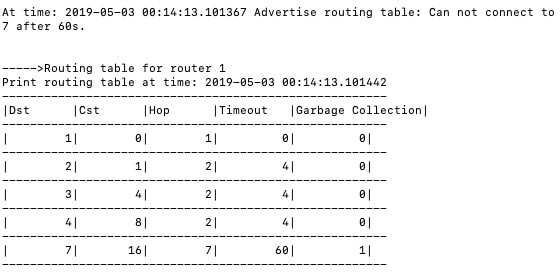 At time: 2019-05-03 00:14:13.101367 Advertise routing table: Can not connect to
7 after 60s.
----->Routing table for router 1
Print routing table at time: 2019-05-03 00:14:13.101442
-------------------------------------------------------
|Dst      |Cst      |Hop      |Timeout   |Garbage Collection|
-------------------------------------------------------
|        1|        0|        1|         0|         0|
-------------------------------------------------------
|        2|        1|        2|         4|         0|
-------------------------------------------------------
|        3|        4|        2|         4|         0|
-------------------------------------------------------
|        4|        8|        2|         4|         0|
-------------------------------------------------------
|        7|       16|        7|        60|         1|
-------------------------------------------------------